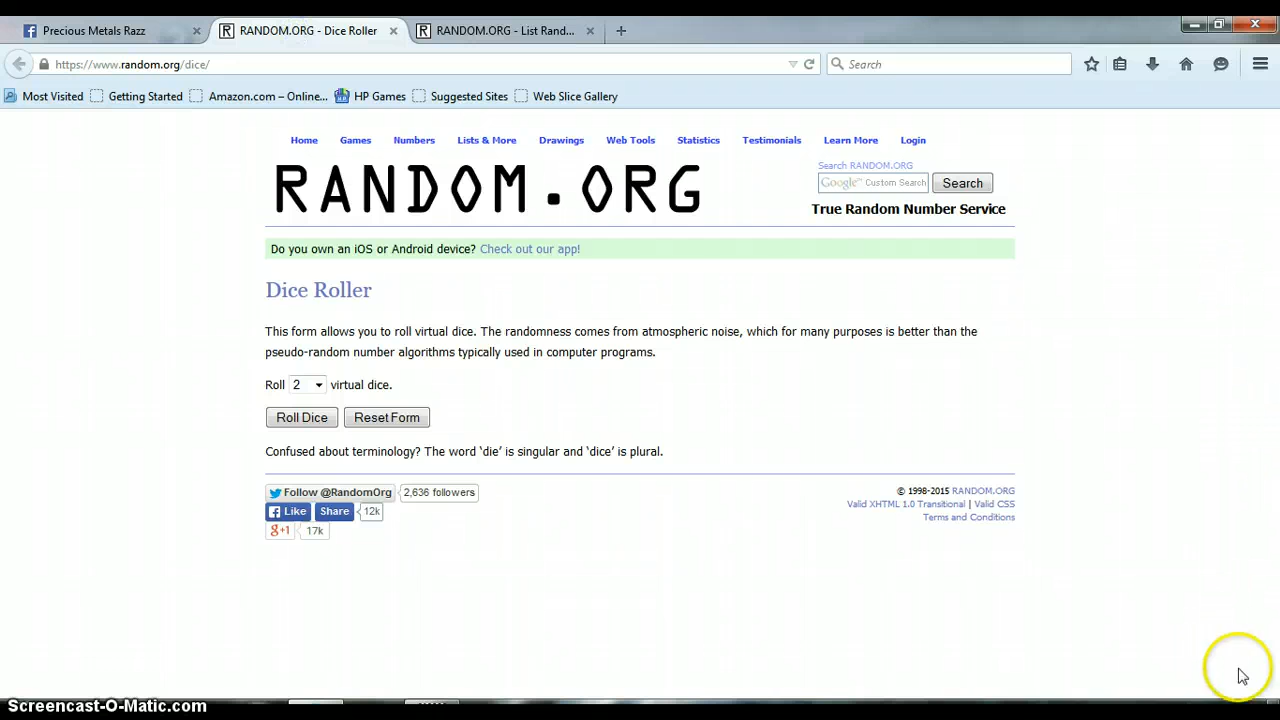 Precious Metals Razz
RANDOM.ORG - Dice Roller
RANDOM.ORG - List Rand...
https://www.random.org/dice/
Search
Most Visited
Getting Started
Amazon.com – Online...
HP Games
Suggested Sites
Web Slice Gallery
Home Games Numbers Lists & More Drawings Web Tools Statistics Testimonials Learn More Login
RANDOM.ORG
Search RANDOM.ORG
Google™ Custom Search
Search
True Random Number Service
Do you own an iOS or Android device? Check out our app!
Dice Roller
This form allows you to roll virtual dice. The randomness comes from atmospheric noise, which for many purposes is better than the
pseudo-random number algorithms typically used in computer programs.
Roll 2 virtual dice.
Roll Dice Reset Form
Confused about terminology? The word ‘die’ is singular and ‘dice’ is plural.
Follow @RandomOrg 2,636 followers
Like Share 12k
g+1 17k
© 1998-2015 RANDOM.ORG
Valid XHTML 1.0 Transitional | Valid CSS
Terms and Conditions
Screencast-O-Matic.com